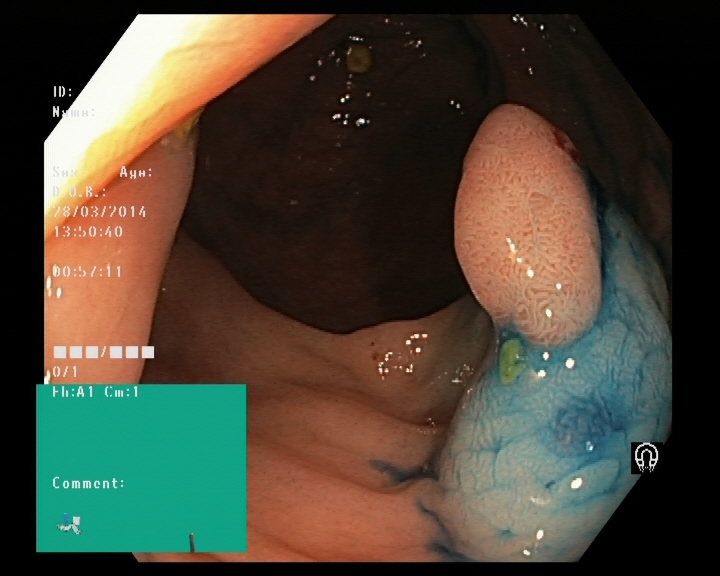 ID:
Name:
Sex: Age:
D.O.B.:
28/03/2014
13:50:40
00:57:11
0/1
Eh:A1 Cm:1
Comment: